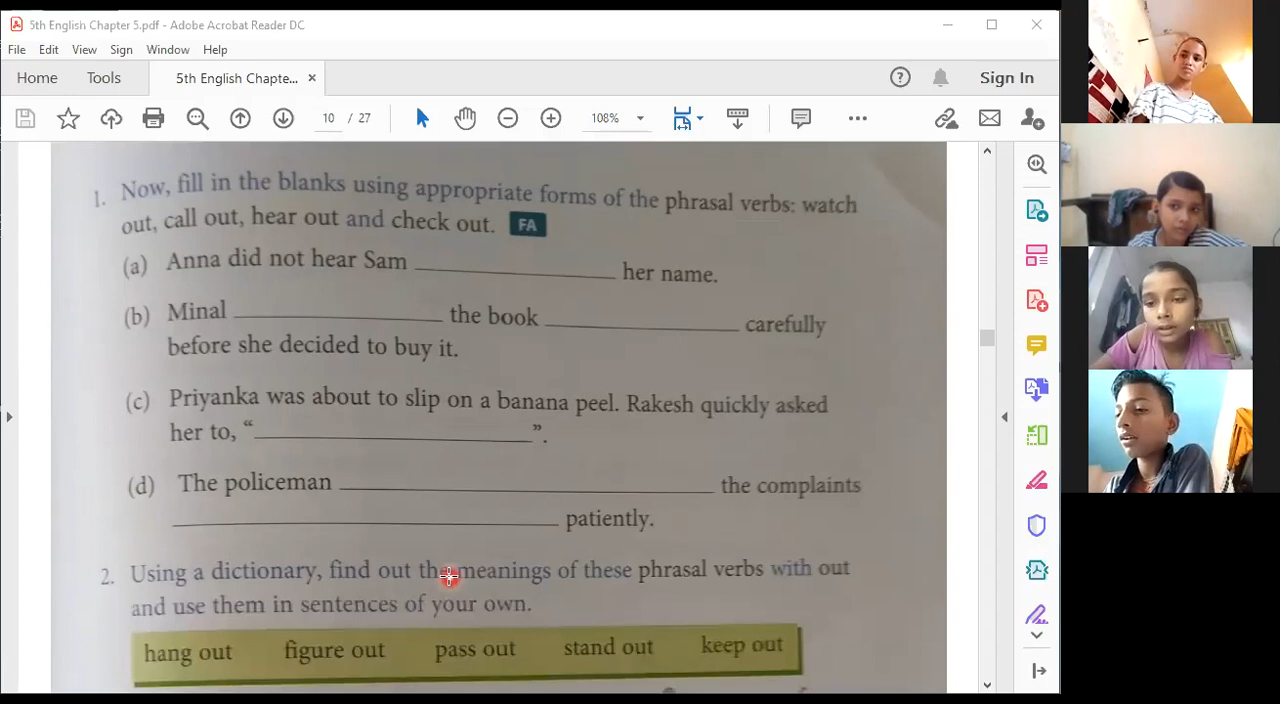 5th English Chapter 5.pdf - Adobe Acrobat Reader DC
File Edit View Sign Window Help
Home Tools 5th English Chapte... × Sign In
10 / 27 108%
1. Now, fill in the blanks using appropriate forms of the phrasal verbs: watch
out, call out, hear out and check out. FA
(a) Anna did not hear Sam ____________ her name.
(b) Minal ____________ the book ____________ carefully
before she decided to buy it.
(c) Priyanka was about to slip on a banana peel. Rakesh quickly asked
her to, “____________”.
(d) The policeman ____________ the complaints
____________ patiently.
2. Using a dictionary, find out the meanings of these phrasal verbs with out
and use them in sentences of your own.
hang out figure out pass out stand out keep out